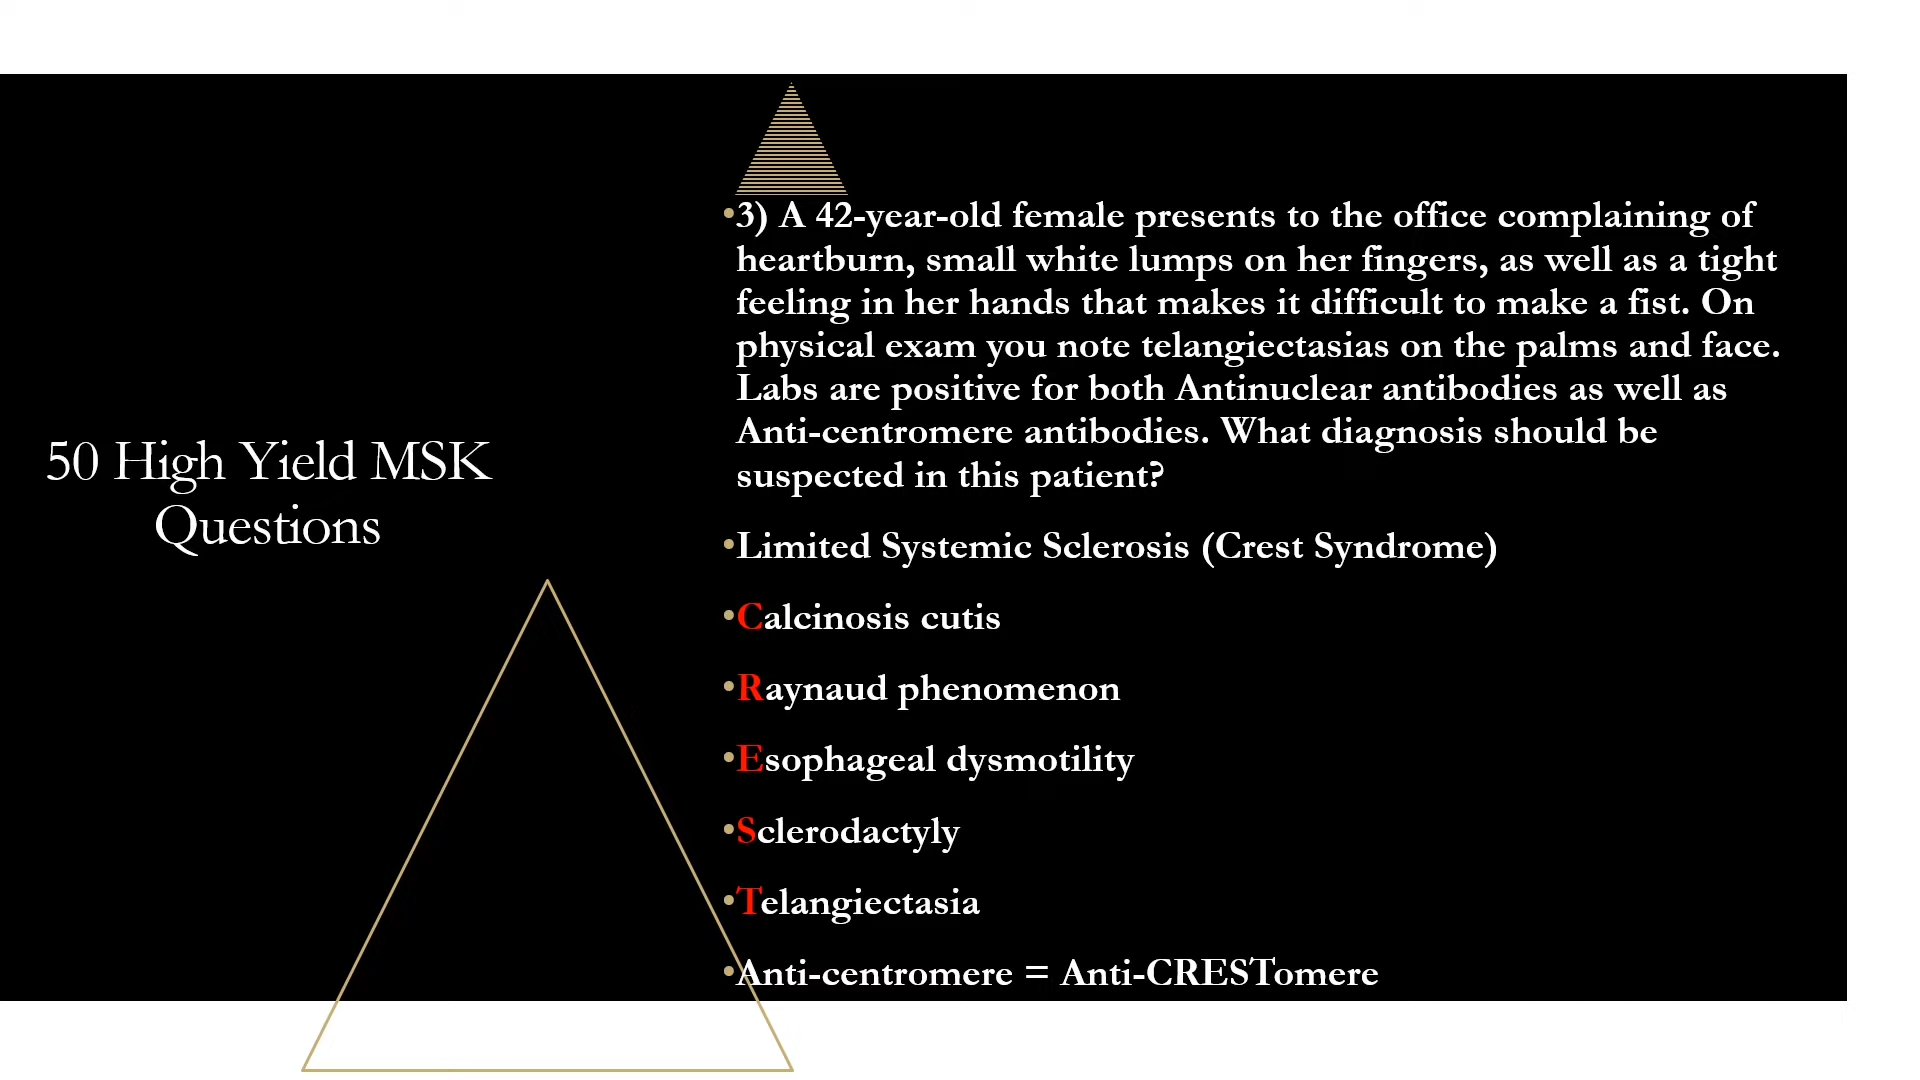 50 High Yield MSK
Questions
•3) A 42-year-old female presents to the office complaining of
heartburn, small white lumps on her fingers, as well as a tight
feeling in her hands that makes it difficult to make a fist. On
physical exam you note telangiectasias on the palms and face.
Labs are positive for both Antinuclear antibodies as well as
Anti-centromere antibodies. What diagnosis should be
suspected in this patient?
•Limited Systemic Sclerosis (Crest Syndrome)
•Calcinosis cutis
•Raynaud phenomenon
•Esophageal dysmotility
•Sclerodactyly
•Telangiectasia
•Anti-centromere = Anti-CRESTomere